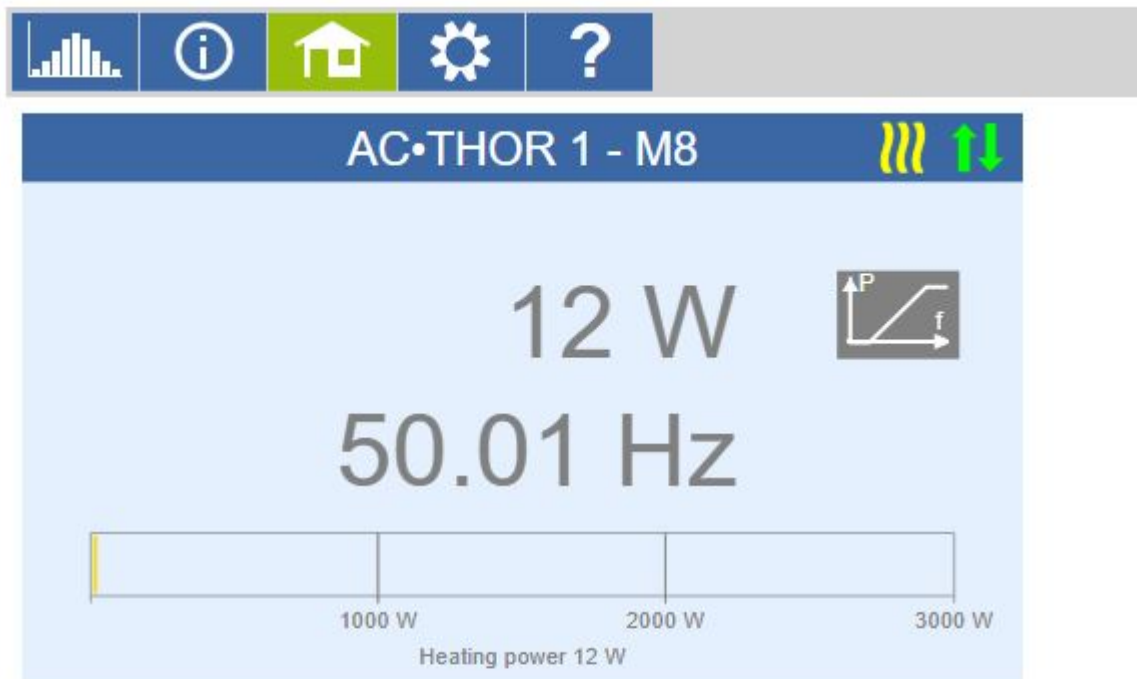 AC•THOR 1 - M8
12 W
P
f
50.01 Hz
1000 W 2000 W 3000 W
Heating power 12 W